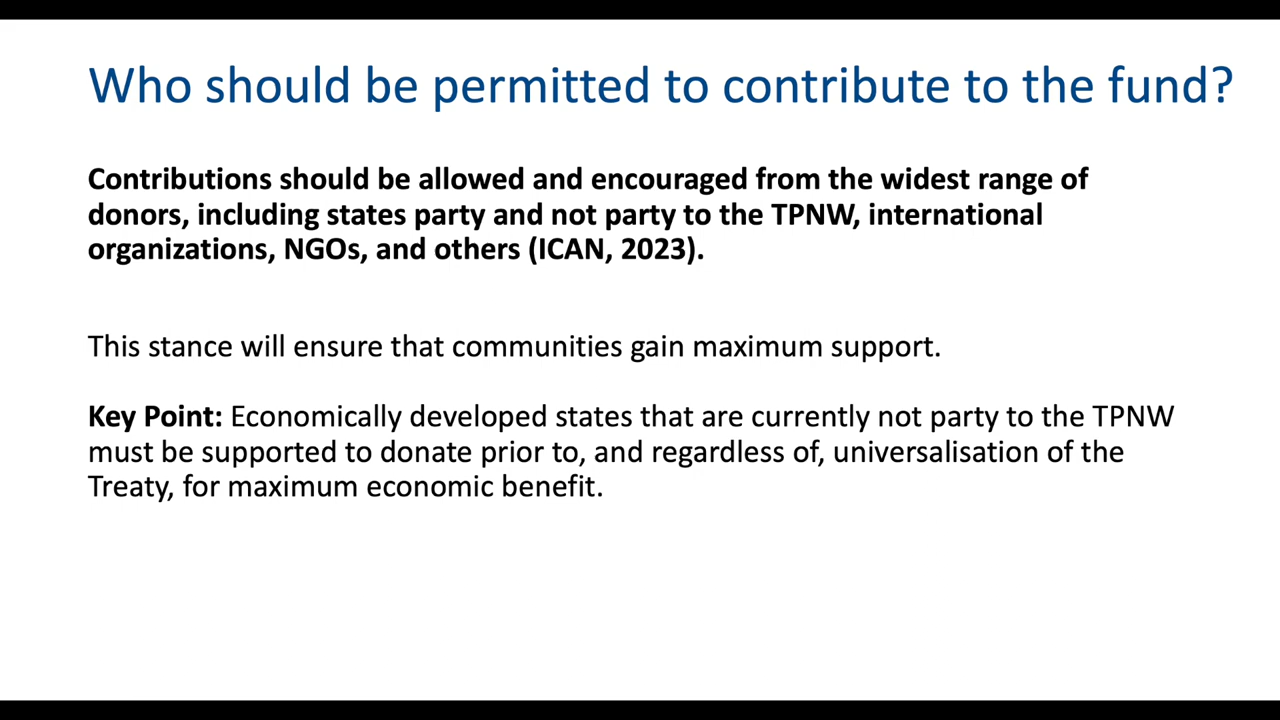 Who should be permitted to contribute to the fund?
Contributions should be allowed and encouraged from the widest range of
donors, including states party and not party to the TPNW, international
organizations, NGOs, and others (ICAN, 2023).
This stance will ensure that communities gain maximum support.
Key Point: Economically developed states that are currently not party to the TPNW
must be supported to donate prior to, and regardless of, universalisation of the
Treaty, for maximum economic benefit.